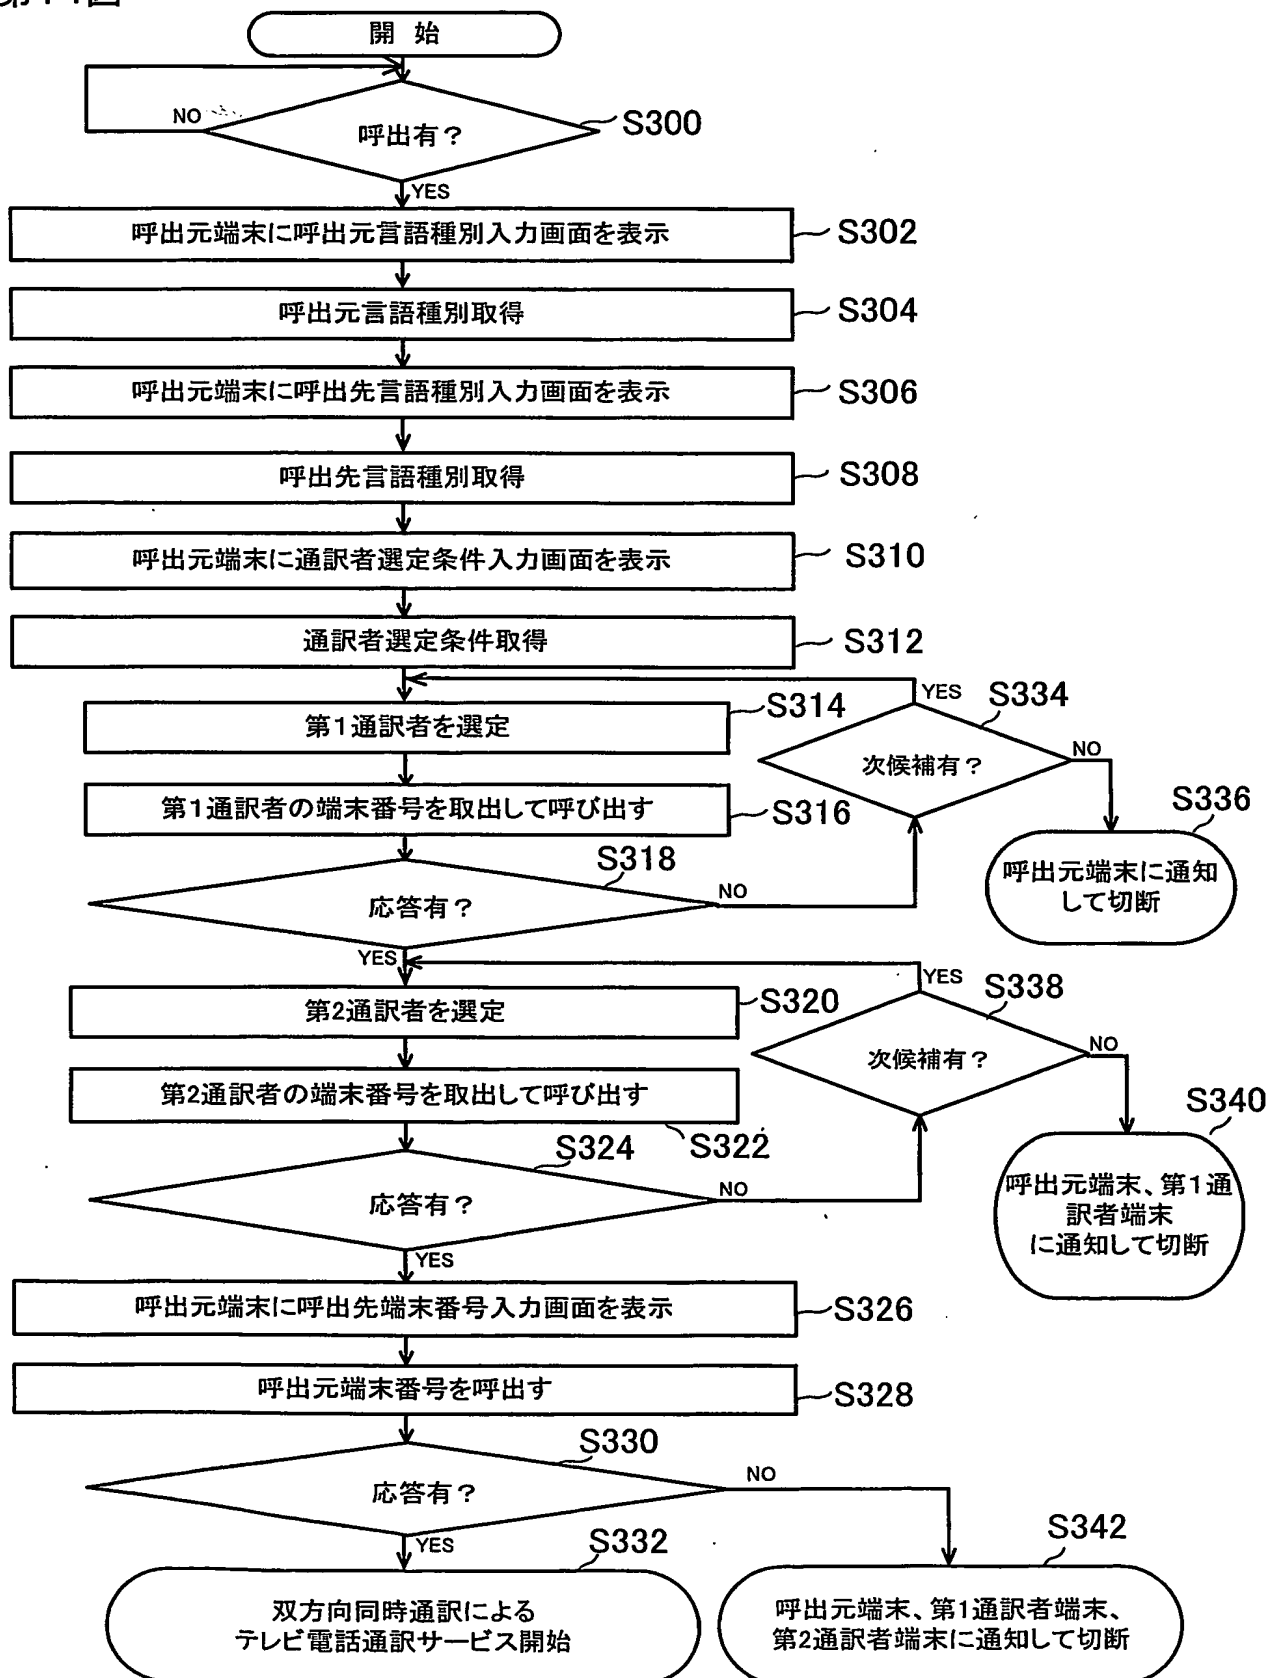 開 始
NO
呼出有?
S300
YES
呼出元端末に呼出元言語種別入力画面を表示
S302
呼出元言語種別取得
S304
呼出元端末に呼出先言語種別入力画面を表示
S306
呼出先言語種別取得
S308
呼出元端末に通訳者選定条件入力画面を表示
S310
通訳者選定条件取得
S312
第1通訳者を選定
S314
YES
S334
次候補有?
NO
第1通訳者の端末番号を取出して呼び出す
S316
S336
呼出元端末に通知
して切断
S318
応答有?
NO
YES
第2通訳者を選定
S320
YES
S338
次候補有?
NO
第2通訳者の端末番号を取出して呼び出す
S322
S340
呼出元端末、第1通
訳者端末
に通知して切断
S324
応答有?
NO
YES
呼出元端末に呼出先端末番号入力画面を表示
S326
呼出元端末番号を呼出す
S328
S330
応答有?
NO
YES
S332
双方向同時通訳による
テレビ電話通訳サービス開始
S342
呼出元端末、第1通訳者端末、
第2通訳者端末に通知して切断